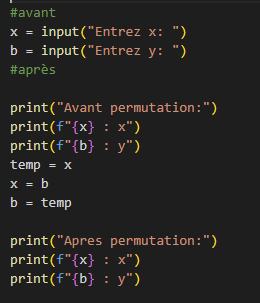 #avant
x = input("Entrez x: ")
b = input("Entrez y: ")
#après
print("Avant permutation:")
print(f"{x} : x")
print(f"{b} : y")
temp = x
x = b
b = temp
print("Apres permutation:")
print(f"{x} : x")
print(f"{b} : y")